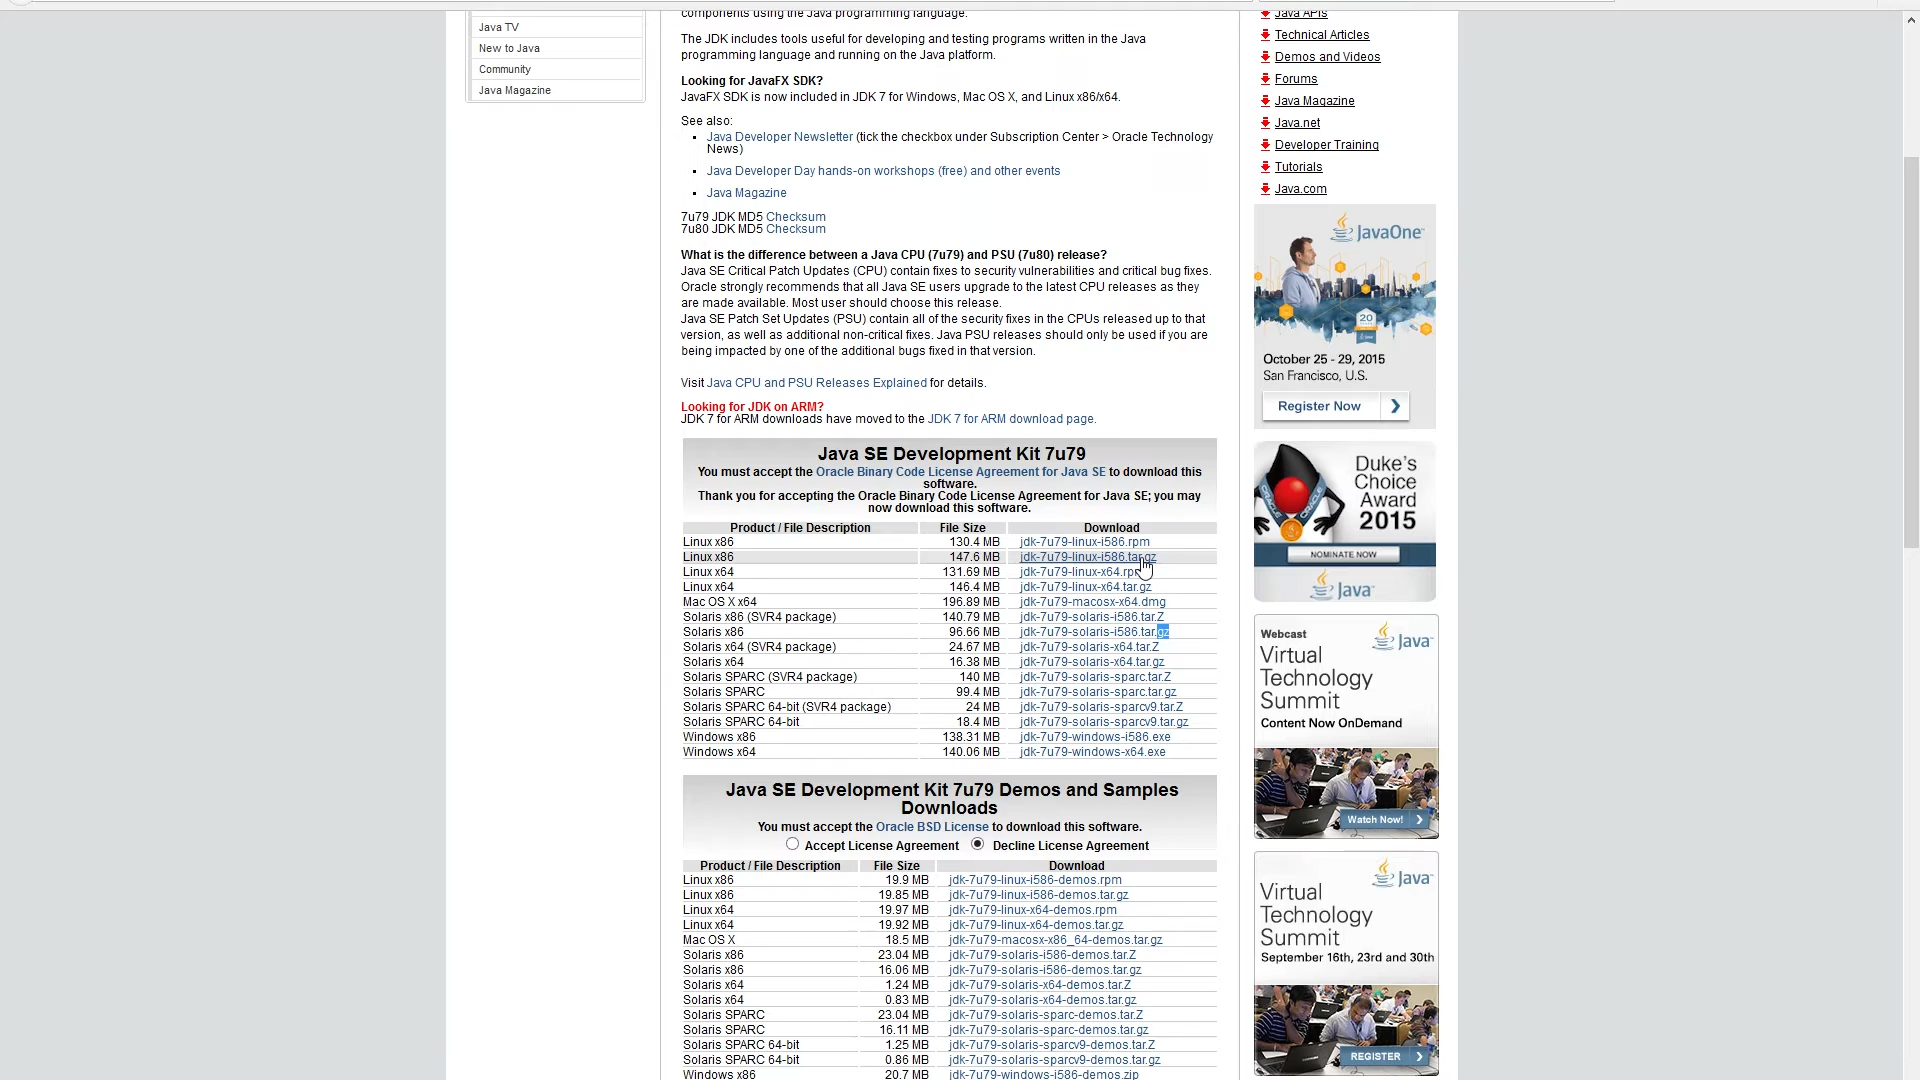 Java TV
New to Java
Community
Java Magazine
components using the Java programming language.
The JDK includes tools useful for developing and testing programs written in the Java
programming language and running on the Java platform.
Looking for JavaFX SDK?
JavaFX SDK is now included in JDK 7 for Windows, Mac OS X, and Linux x86/x64.
See also:
Java Developer Newsletter (tick the checkbox under Subscription Center > Oracle Technology
News)
Java Developer Day hands-on workshops (free) and other events
Java Magazine
7u79 JDK MD5 Checksum
7u80 JDK MD5 Checksum
What is the difference between a Java CPU (7u79) and PSU (7u80) release?
Java SE Critical Patch Updates (CPU) contain fixes to security vulnerabilities and critical bug fixes.
Oracle strongly recommends that all Java SE users upgrade to the latest CPU releases as they
are made available. Most user should choose this release.
Java SE Patch Set Updates (PSU) contain all of the security fixes in the CPUs released up to that
version, as well as additional non-critical fixes. Java PSU releases should only be used if you are
being impacted by one of the additional bugs fixed in that version.
Visit Java CPU and PSU Releases Explained for details.
Looking for JDK on ARM?
JDK 7 for ARM downloads have moved to the JDK 7 for ARM download page.
Java SE Development Kit 7u79
You must accept the Oracle Binary Code License Agreement for Java SE to download this
software.
Thank you for accepting the Oracle Binary Code License Agreement for Java SE; you may
now download this software.
Product / File Description File Size Download
Linux x86 130.4 MB jdk-7u79-linux-i586.rpm
Linux x86 147.6 MB jdk-7u79-linux-i586.tar.gz
Linux x64 131.69 MB jdk-7u79-linux-x64.rpm
Linux x64 146.4 MB jdk-7u79-linux-x64.tar.gz
Mac OS X x64 196.89 MB jdk-7u79-macosx-x64.dmg
Solaris x86 (SVR4 package) 140.79 MB jdk-7u79-solaris-i586.tar.Z
Solaris x86 96.66 MB jdk-7u79-solaris-i586.tar.gz
Solaris x64 (SVR4 package) 24.67 MB jdk-7u79-solaris-x64.tar.Z
Solaris x64 16.38 MB jdk-7u79-solaris-x64.tar.gz
Solaris SPARC (SVR4 package) 140 MB jdk-7u79-solaris-sparc.tar.Z
Solaris SPARC 99.4 MB jdk-7u79-solaris-sparc.tar.gz
Solaris SPARC 64-bit (SVR4 package) 24 MB jdk-7u79-solaris-sparcv9.tar.Z
Solaris SPARC 64-bit 18.4 MB jdk-7u79-solaris-sparcv9.tar.gz
Windows x86 138.31 MB jdk-7u79-windows-i586.exe
Windows x64 140.06 MB jdk-7u79-windows-x64.exe
Java SE Development Kit 7u79 Demos and Samples
Downloads
You must accept the Oracle BSD License to download this software.
Accept License Agreement Decline License Agreement
Product / File Description File Size Download
Linux x86 19.9 MB jdk-7u79-linux-i586-demos.rpm
Linux x86 19.85 MB jdk-7u79-linux-i586-demos.tar.gz
Linux x64 19.97 MB jdk-7u79-linux-x64-demos.rpm
Linux x64 19.92 MB jdk-7u79-linux-x64-demos.tar.gz
Mac OS X 18.5 MB jdk-7u79-macosx-x86_64-demos.tar.gz
Solaris x86 23.04 MB jdk-7u79-solaris-i586-demos.tar.Z
Solaris x86 16.06 MB jdk-7u79-solaris-i586-demos.tar.gz
Solaris x64 1.24 MB jdk-7u79-solaris-x64-demos.tar.Z
Solaris x64 0.83 MB jdk-7u79-solaris-x64-demos.tar.gz
Solaris SPARC 23.04 MB jdk-7u79-solaris-sparc-demos.tar.Z
Solaris SPARC 16.11 MB jdk-7u79-solaris-sparc-demos.tar.gz
Solaris SPARC 64-bit 1.25 MB jdk-7u79-solaris-sparcv9-demos.tar.Z
Solaris SPARC 64-bit 0.86 MB jdk-7u79-solaris-sparcv9-demos.tar.gz
Windows x86 20.7 MB jdk-7u79-windows-i586-demos.zip
Java APIs
Technical Articles
Demos and Videos
Forums
Java Magazine
Java.net
Developer Training
Tutorials
Java.com
JavaOne
20
October 25 - 29, 2015
San Francisco, U.S.
Register Now
Duke's
Choice
Award
2015
NOMINATE NOW
Java
Webcast
Java
Virtual
Technology
Summit
Content Now OnDemand
Watch Now!
Java
Virtual
Technology
Summit
September 16th, 23rd and 30th
REGISTER